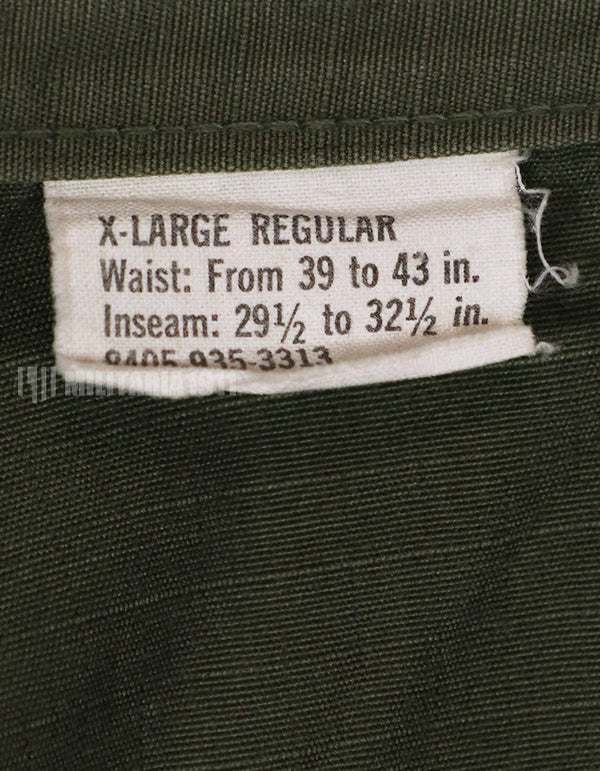 X-LARGE REGULAR
Waist: From 39 to 43 in.
Inseam: 29½ to 32½ in.
8405-935-3313